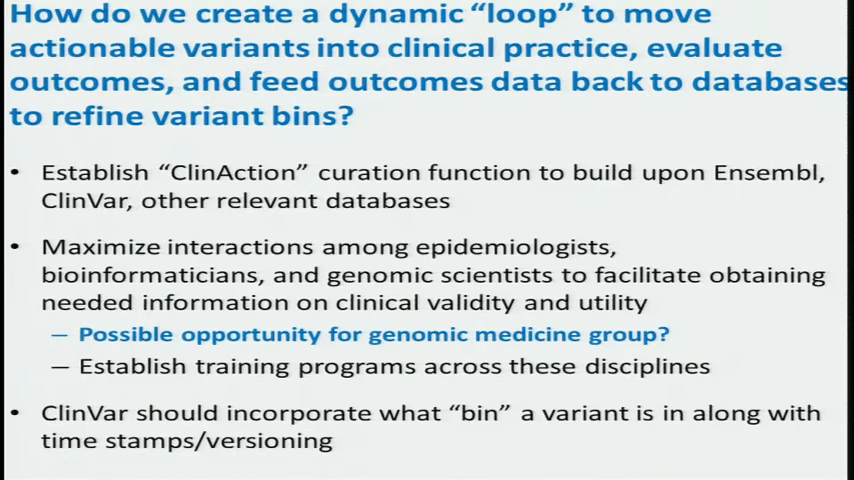 How do we create a dynamic “loop” to move
actionable variants into clinical practice, evaluate
outcomes, and feed outcomes data back to databases
to refine variant bins?
• Establish “ClinAction” curation function to build upon Ensembl,
ClinVar, other relevant databases
• Maximize interactions among epidemiologists,
bioinformaticians, and genomic scientists to facilitate obtaining
needed information on clinical validity and utility
– Possible opportunity for genomic medicine group?
– Establish training programs across these disciplines
• ClinVar should incorporate what “bin” a variant is in along with
time stamps/versioning